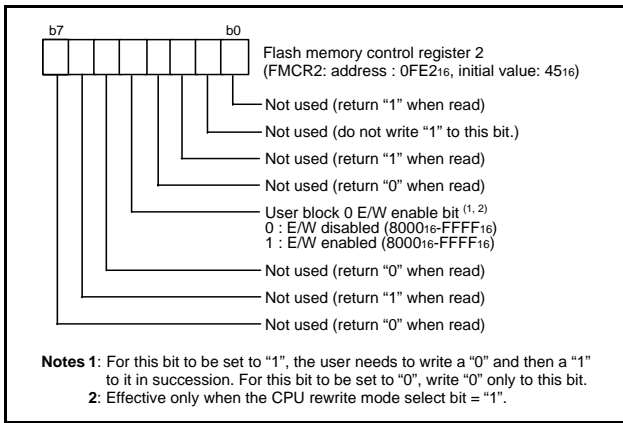 b7 b0
Flash memory control register 2
(FMCR2: address : 0FE216, initial value: 4516)
Not used (return “1” when read)
Not used (do not write “1” to this bit.)
Not used (return “1” when read)
Not used (return “0” when read)
User block 0 E/W enable bit (1, 2)
0 : E/W disabled (800016-FFFF16)
1 : E/W enabled (800016-FFFF16)
Not used (return “0” when read)
Not used (return “1” when read)
Not used (return “0” when read)
Notes 1: For this bit to be set to “1”, the user needs to write a “0” and then a “1”
to it in succession. For this bit to be set to “0”, write “0” only to this bit.
2: Effective only when the CPU rewrite mode select bit = “1”.